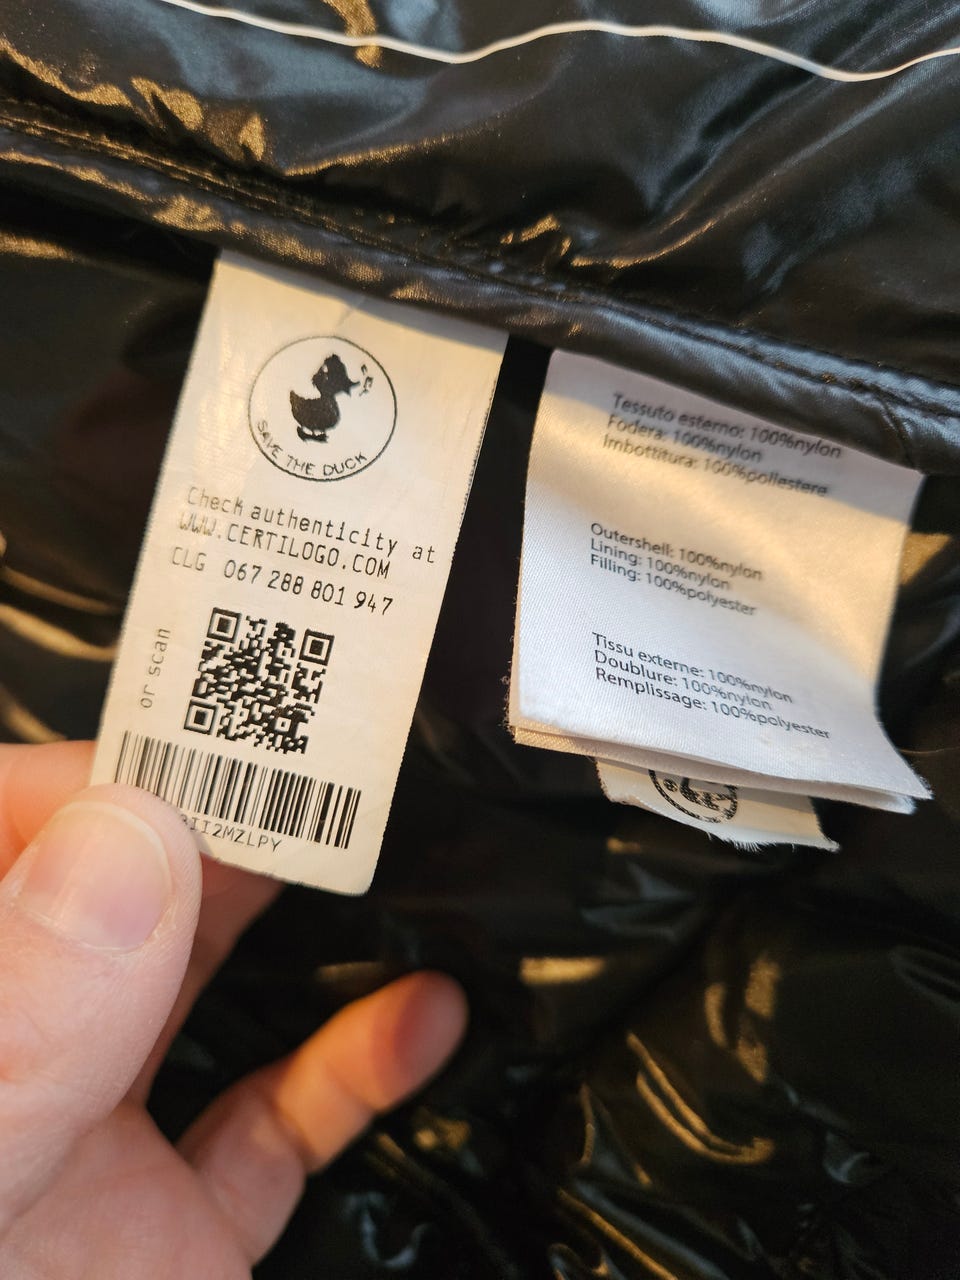 SAVE THE DUCK
Check authenticity at
WWW.CERTILOGO.COM
CLG 067 288 801 947
or scan
Tessuto esterno: 100%nylon
Fodera: 100%nylon
Imbottitura: 100%poliestere
Outershell: 100%nylon
Lining: 100%nylon
Filling: 100%polyester
Tissu externe: 100%nylon
Doublure: 100%nylon
Remplissage: 100%polyester